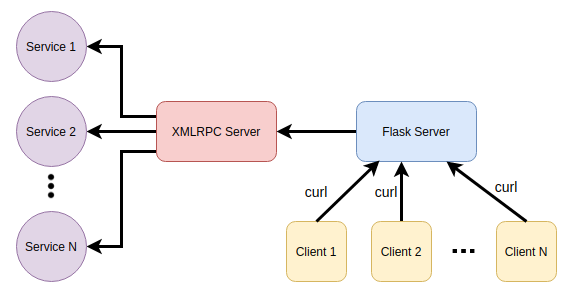 Service 1
Service 2
Service N
XMLRPC Server
Flask Server
curl
curl
curl
Client 1
Client 2
Client N